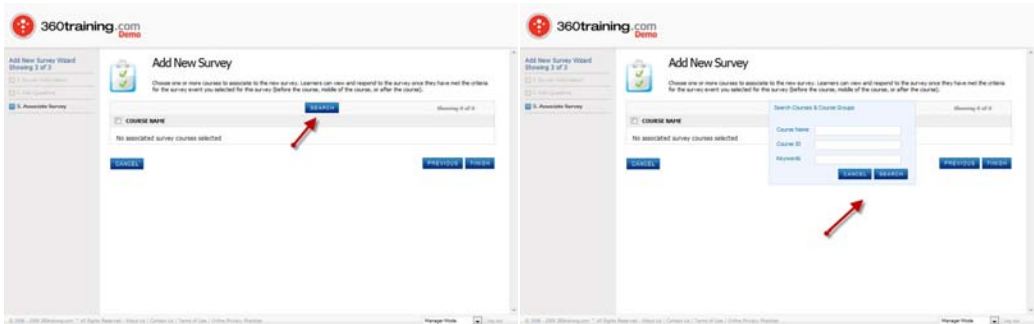 360training.com
Demo
Add New Survey Wizard
Showing 3 of 3
3. Associate Survey
Add New Survey
Choose one or more courses to associate to the new survey. Learners can view and respond to the survey once they have met the criteria
for the survey event you selected for this survey (before the course, middle of the course, or after the course).
SEARCH
Showing 0 of 0
COURSE NAME
No associated survey courses selected
CANCEL
PREVIOUS
FINISH
Manager Mode
360training.com
Demo
Add New Survey Wizard
Showing 3 of 3
3. Associate Survey
Add New Survey
Choose one or more courses to associate to the new survey. Learners can view and respond to the survey once they have met the criteria
for the survey event you selected for this survey (before the course, middle of the course, or after the course).
Search Courses & Course Groups
Showing 0 of 0
COURSE NAME
Course Name
No associated survey courses selected
Course ID
Keywords
CANCEL
SEARCH
CANCEL
PREVIOUS
FINISH
Manager Mode